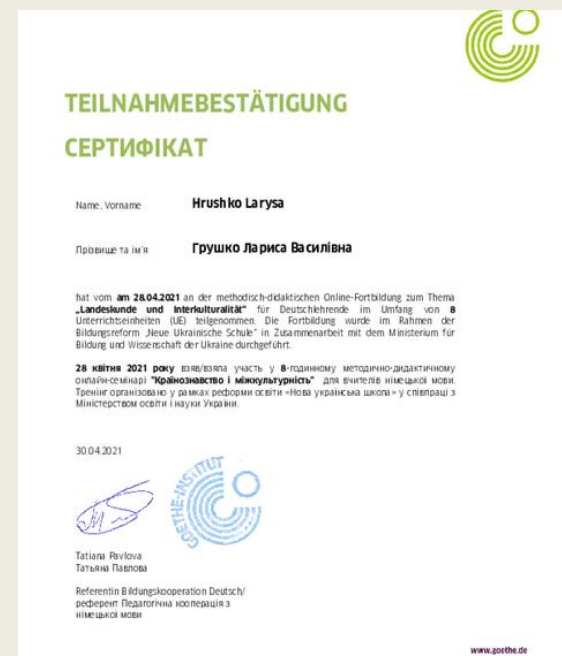 TEILNAHMEBESTÄTIGUNG
СЕРТИФІКАТ
Name, Vorname Hrushko Larysa
Прізвище та ім'я Грушко Лариса Василівна
hat vom am 28.04.2021 an der methodisch-didaktischen Online-Fortbildung zum Thema
„Landeskunde und Interkulturalität“ für Deutschlehrende im Umfang von 8
Unterrichtseinheiten (UE) teilgenommen. Die Fortbildung wurde im Rahmen der
Bildungsreform „Neue Ukrainische Schule“ in Zusammenarbeit mit dem Ministerium für
Bildung und Wissenschaft der Ukraine durchgeführt.
28 квітня 2021 року взяв/взяла участь у 8-годинному методично-дидактичному
онлайн-семінарі "Країнознавство і міжкультурність" для вчителів німецької мови.
Тренінг організовано у рамках реформи освіти «Нова українська школа» у співпраці з
Міністерством освіти і науки України.
30.04.2021
GOETHE-INSTITUT
Tatiana Pavlova
Татьяна Павлова
Referentin Bildungskooperation Deutsch/
референт Педагогічна кооперація з
німецької мови
www.goethe.de